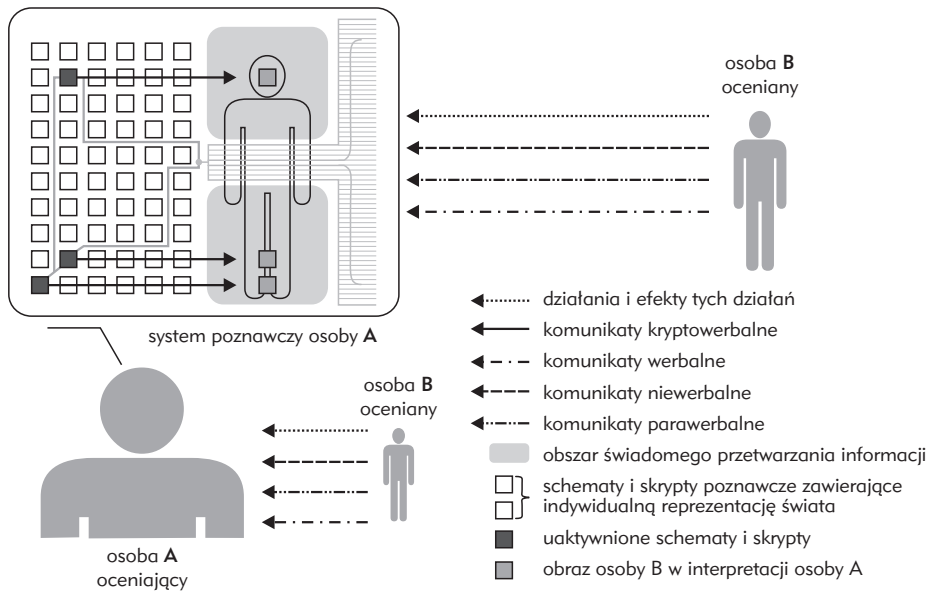 osoba B
oceniany
system poznawczy osoby A
osoba B
oceniany
osoba A
oceniający
działania i efekty tych działań
komunikaty kryptowerbalne
komunikaty werbalne
komunikaty niewerbalne
komunikaty parawerbalne
obszar świadomego przetwarzania informacji
schematy i skrypty poznawcze zawierające
indywidualną reprezentację świata
uaktywnione schematy i skrypty
obraz osoby B w interpretacji osoby A